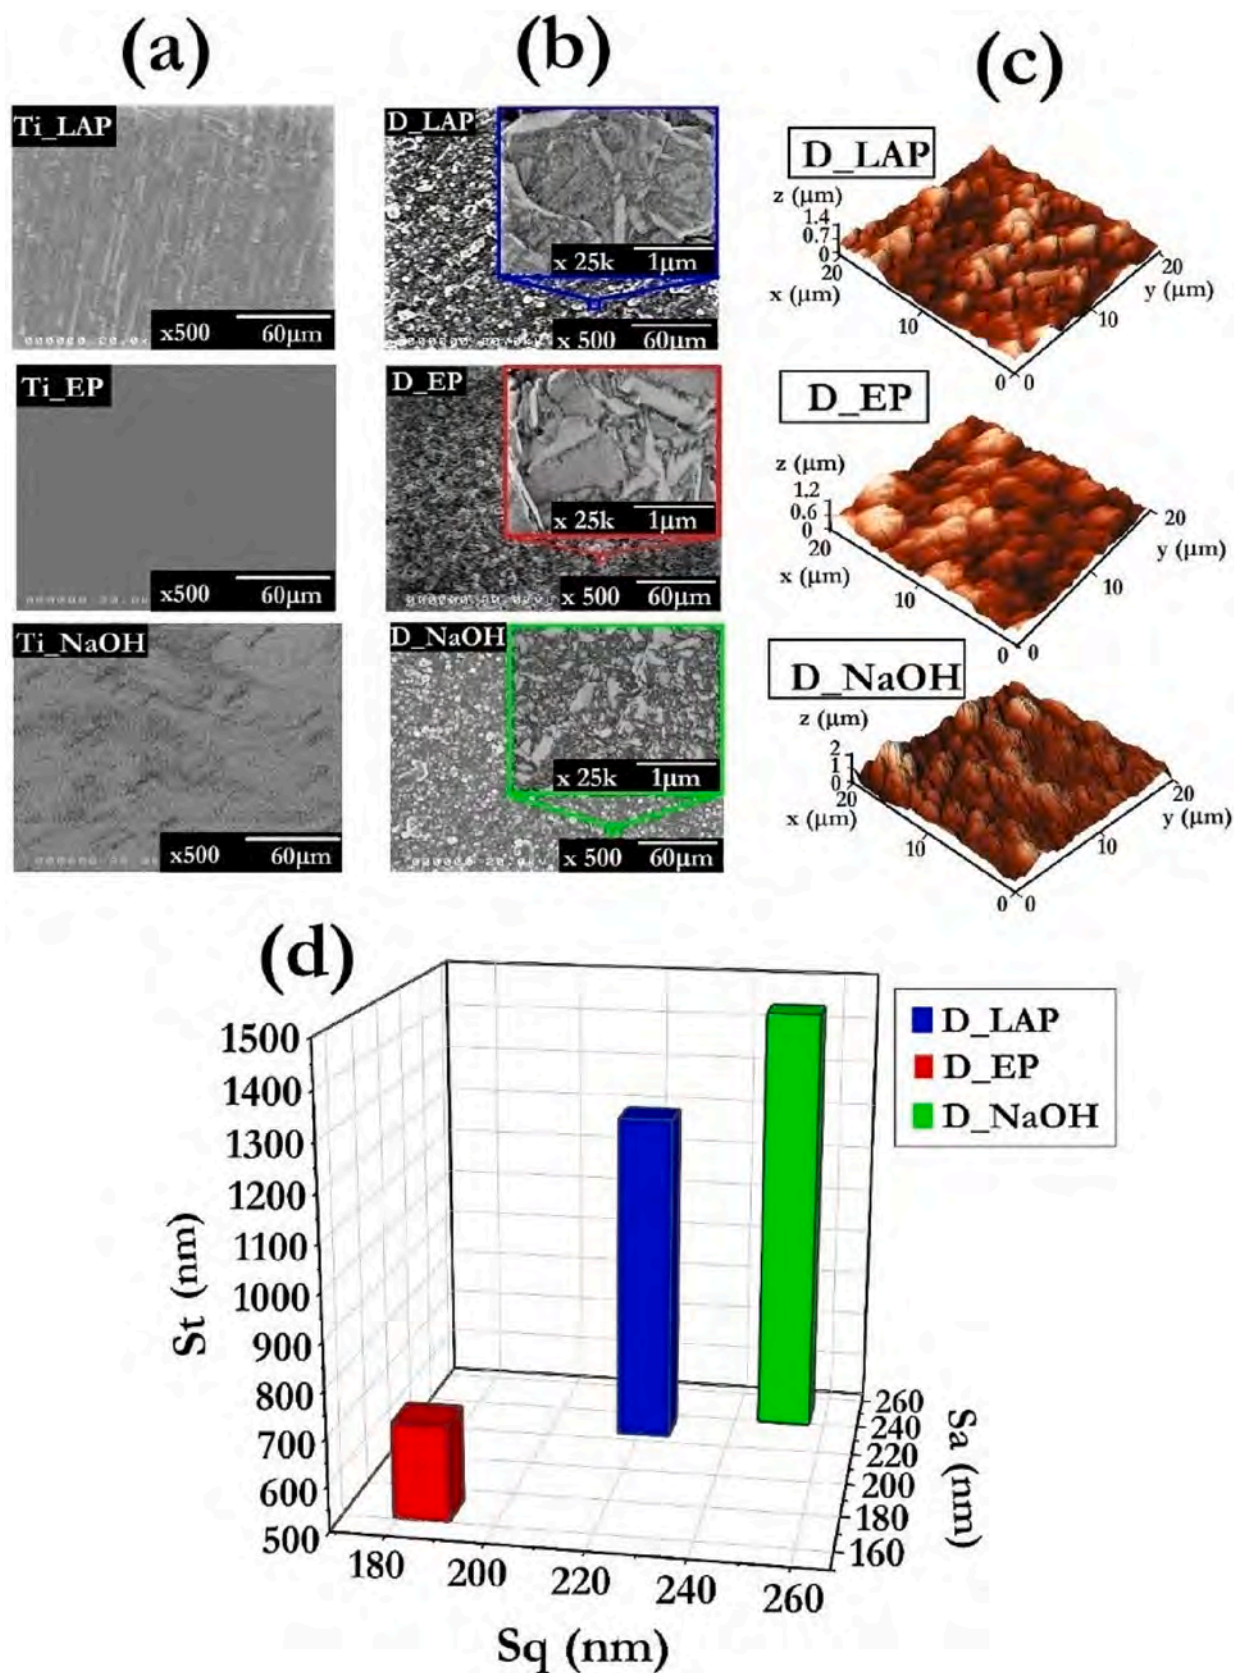 (a)
(b)
(c)
Ti_LAP
x500 60μm
Ti_EP
x500 60μm
Ti_NaOH
x500 60μm
D_LAP
x 25k 1μm
x 500 60μm
D_EP
x 25k 1μm
x 500 60μm
D_NaOH
x 25k 1μm
x 500 60μm
D_LAP
z (μm)
1.4
0.7
0
20
x (μm)
10
0
0
10
20
y (μm)
D_EP
z (μm)
1.2
0.6
0
20
x (μm)
10
0
0
10
20
y (μm)
D_NaOH
z (μm)
2
1
0
20
x (μm)
10
0
0
10
20
y (μm)
(d)
1500
1400
1300
1200
1100
1000
900
800
700
600
500
St (nm)
180
200
220
240
260
Sq (nm)
260
240
220
200
180
160
Sa (nm)
D_LAP
D_EP
D_NaOH